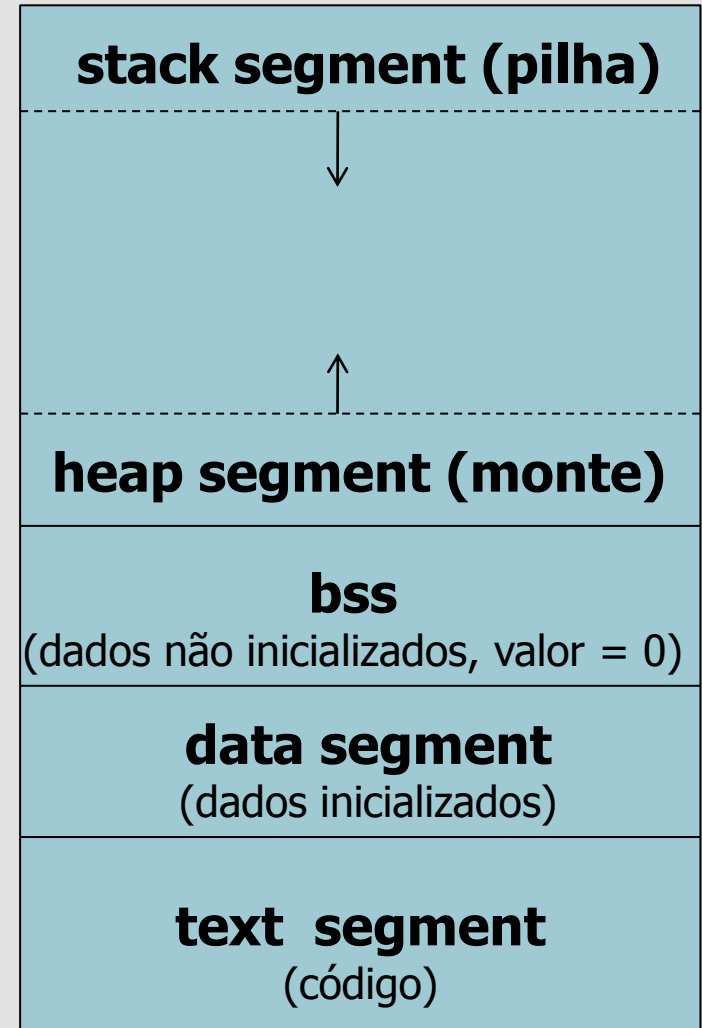 stack segment (pilha)
heap segment (monte)
bss
(dados não inicializados, valor = 0)
data segment
(dados inicializados)
text segment
(código)